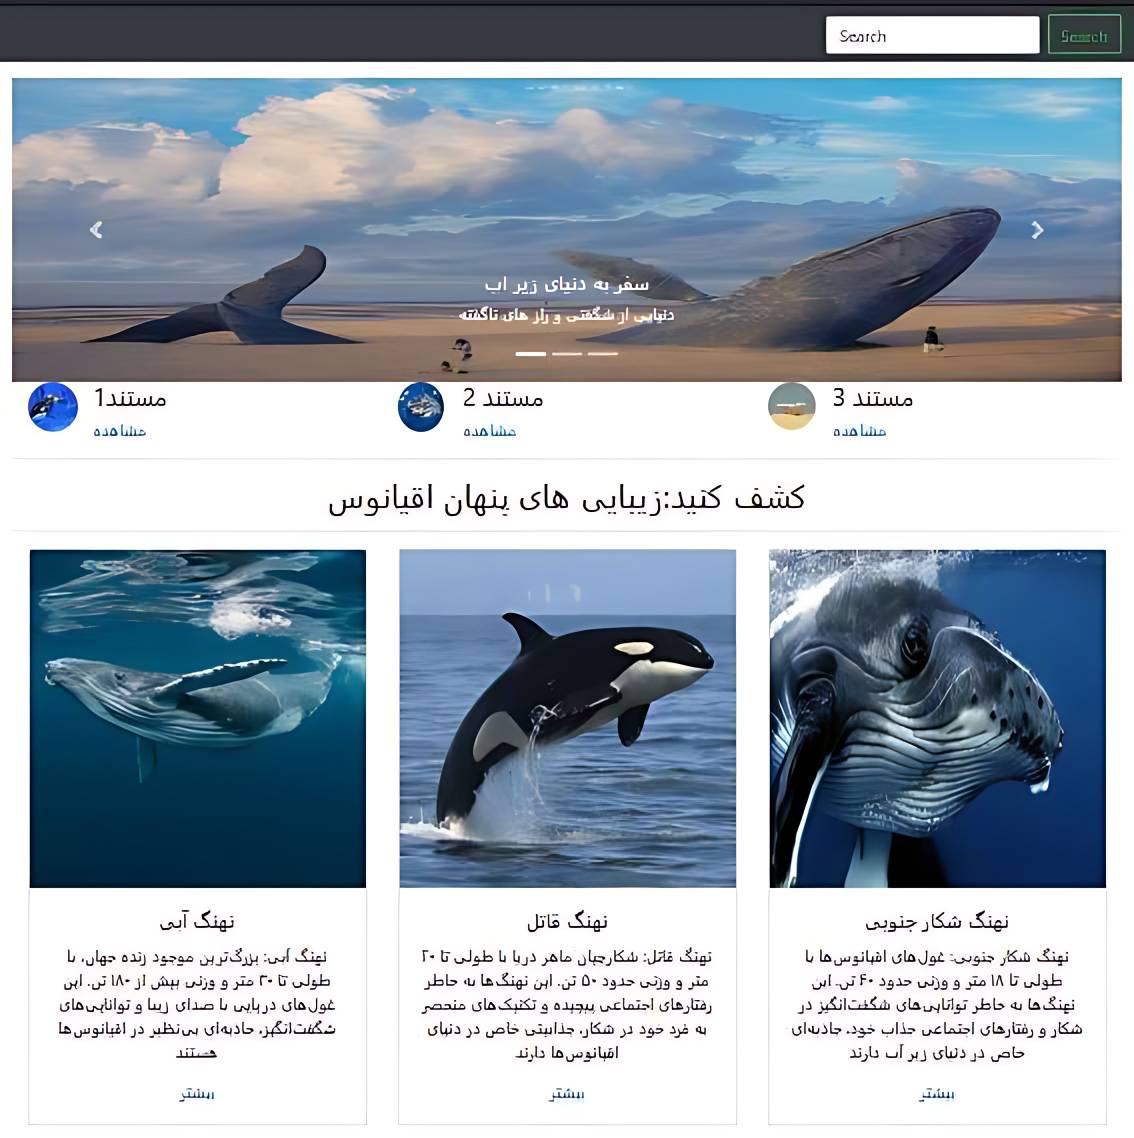 Search
Search
سفر به دنیای زیر اب
دنیایی از شگفتی و راز های ناگفته
مستند1
مشاهده
مستند 2
مشاهده
مستند 3
مشاهده
کشف کنید:زیبایی های پنهان اقیانوس
نهنگ آبی
نهنگ آبی: بزرگ‌ترین موجود زنده جهان، با
طولی تا ۳۰ متر و وزنی بیش از ۱۸۰ تن. این
غول‌های دریایی با صدای زیبا و توانایی‌های
شگفت‌انگیز، جاذبه‌ای بی‌نظیر در اقیانوس‌ها
هستند
بیشتر
نهنگ قاتل
نهنگ قاتل: شکارچیان ماهر دریا با طولی تا ۲۰
متر و وزنی حدود ۵۰ تن. این نهنگ‌ها به خاطر
رفتارهای اجتماعی پیچیده و تکنیک‌های منحصر
به فرد خود در شکار، جذابیتی خاص در دنیای
اقیانوس‌ها دارند
بیشتر
نهنگ شکار جنوبی
نهنگ شکار جنوبی: غول‌های اقیانوس‌ها با
طولی تا ۱۸ متر و وزنی حدود ۴۰ تن. این
نهنگ‌ها به خاطر توانایی‌های شگفت‌انگیز در
شکار و رفتارهای اجتماعی جذاب خود، جاذبه‌ای
خاص در دنیای زیر آب دارند
بیشتر